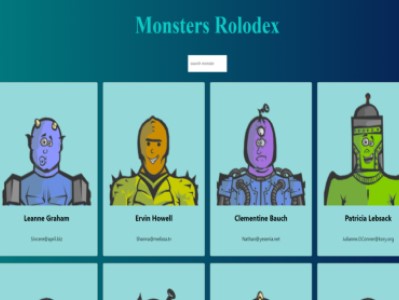 Monsters Rolodex
search monsters
Leanne Graham
Ervin Howell
Clementine Bauch
Patricia Lebsack
Sincere@april.biz
Shanna@melissa.tv
Nathan@yesenia.net
Julianne.OConner@kory.org